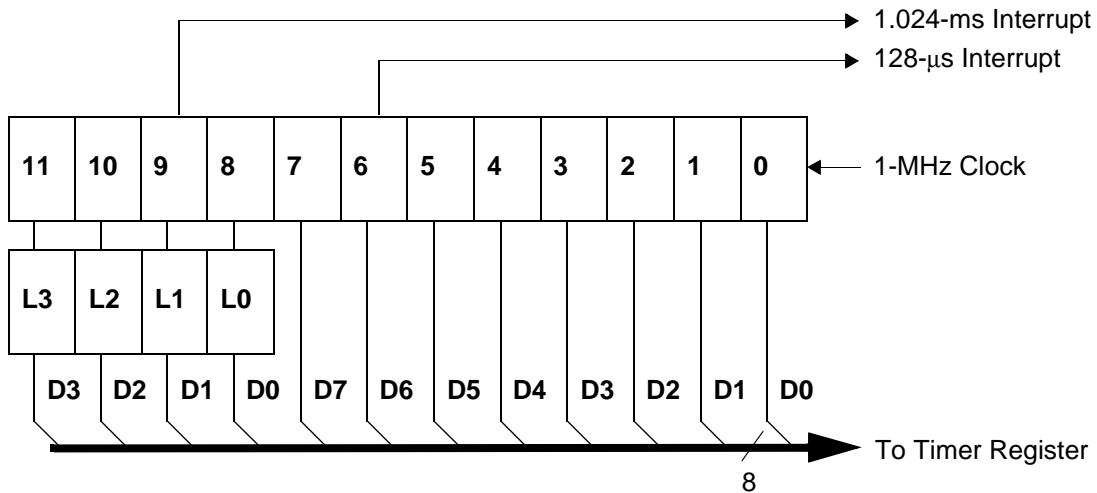 1.024-ms Interrupt
128-μs Interrupt
11 10 9 8 7 6 5 4 3 2 1 0
1-MHz Clock
L3 L2 L1 L0
D3 D2 D1 D0 D7 D6 D5 D4 D3 D2 D1 D0
To Timer Register
8